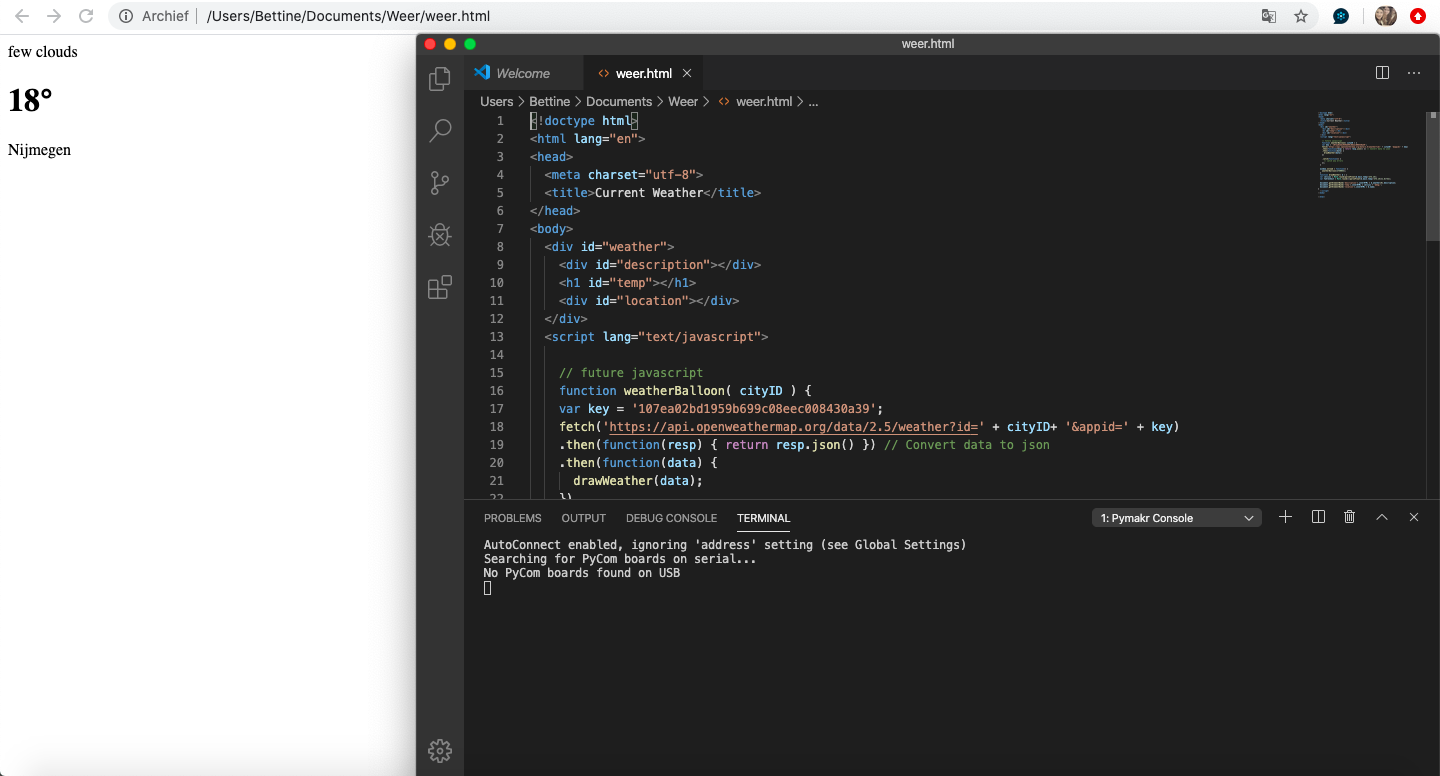 Archief /Users/Bettine/Documents/Weer/weer.html
few clouds
18°
Nijmegen
weer.html
Welcome
<> weer.html
Users > Bettine > Documents > Weer > <> weer.html > ...
1 <!doctype html>
2 <html lang="en">
3 <head>
4 <meta charset="utf-8">
5 <title>Current Weather</title>
6 </head>
7 <body>
8 <div id="weather">
9 <div id="description"></div>
10 <h1 id="temp"></h1>
11 <div id="location"></div>
12 </div>
13 <script lang="text/javascript">
14
15 // future javascript
16 function weatherBalloon( cityID ) {
17 var key = '107ea02bd1959b699c08eec008430a39';
18 fetch('https://api.openweathermap.org/data/2.5/weather?id=' + cityID+ '&appid=' + key)
19 .then(function(resp) { return resp.json() }) // Convert data to json
20 .then(function(data) {
21 drawWeather(data);
22 })
PROBLEMS OUTPUT DEBUG CONSOLE TERMINAL 1: Pymakr Console
AutoConnect enabled, ignoring 'address' setting (see Global Settings)
Searching for PyCom boards on serial...
No PyCom boards found on USB